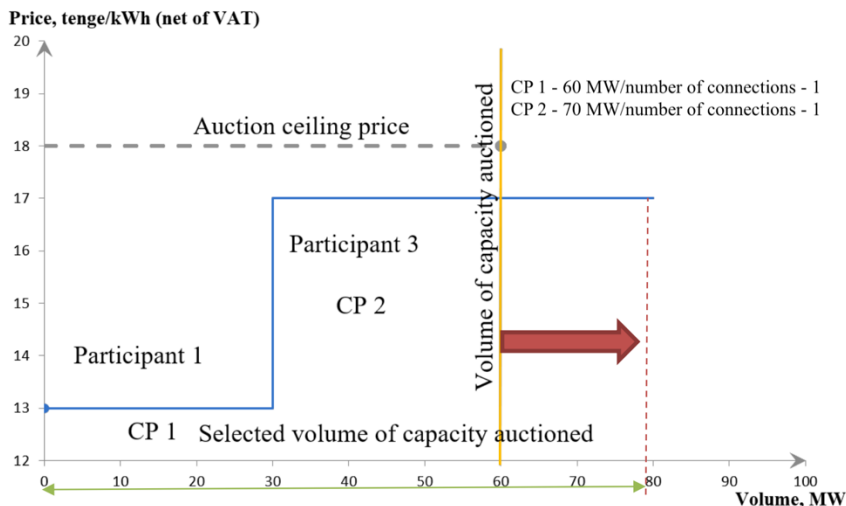 Price, tenge/kWh (net of VAT)
20
19
18
17
16
15
14
13
12
CP 1 - 60 MW/number of connections - 1
CP 2 - 70 MW/number of connections - 1
Auction ceiling price
Volume of capacity auctioned
Participant 3
CP 2
Participant 1
CP 1
Selected volume of capacity auctioned
0 10 20 30 40 50 60 70 80 90 100
Volume, MW